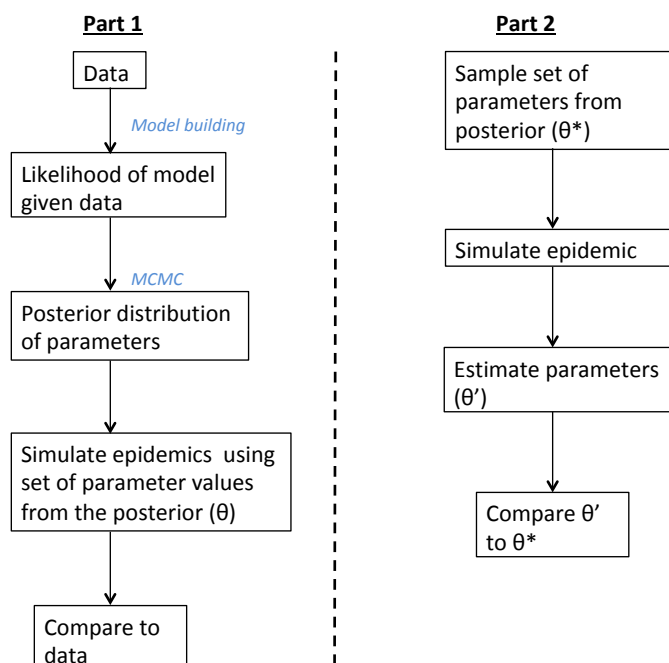 Part 1
Data
Model building
Likelihood of model
given data
MCMC
Posterior distribution
of parameters
Simulate epidemics using
set of parameter values
from the posterior (θ)
Compare to
data
Part 2
Sample set of
parameters from
posterior (θ*)
Simulate epidemic
Estimate parameters
(θ’)
Compare θ’
to θ*